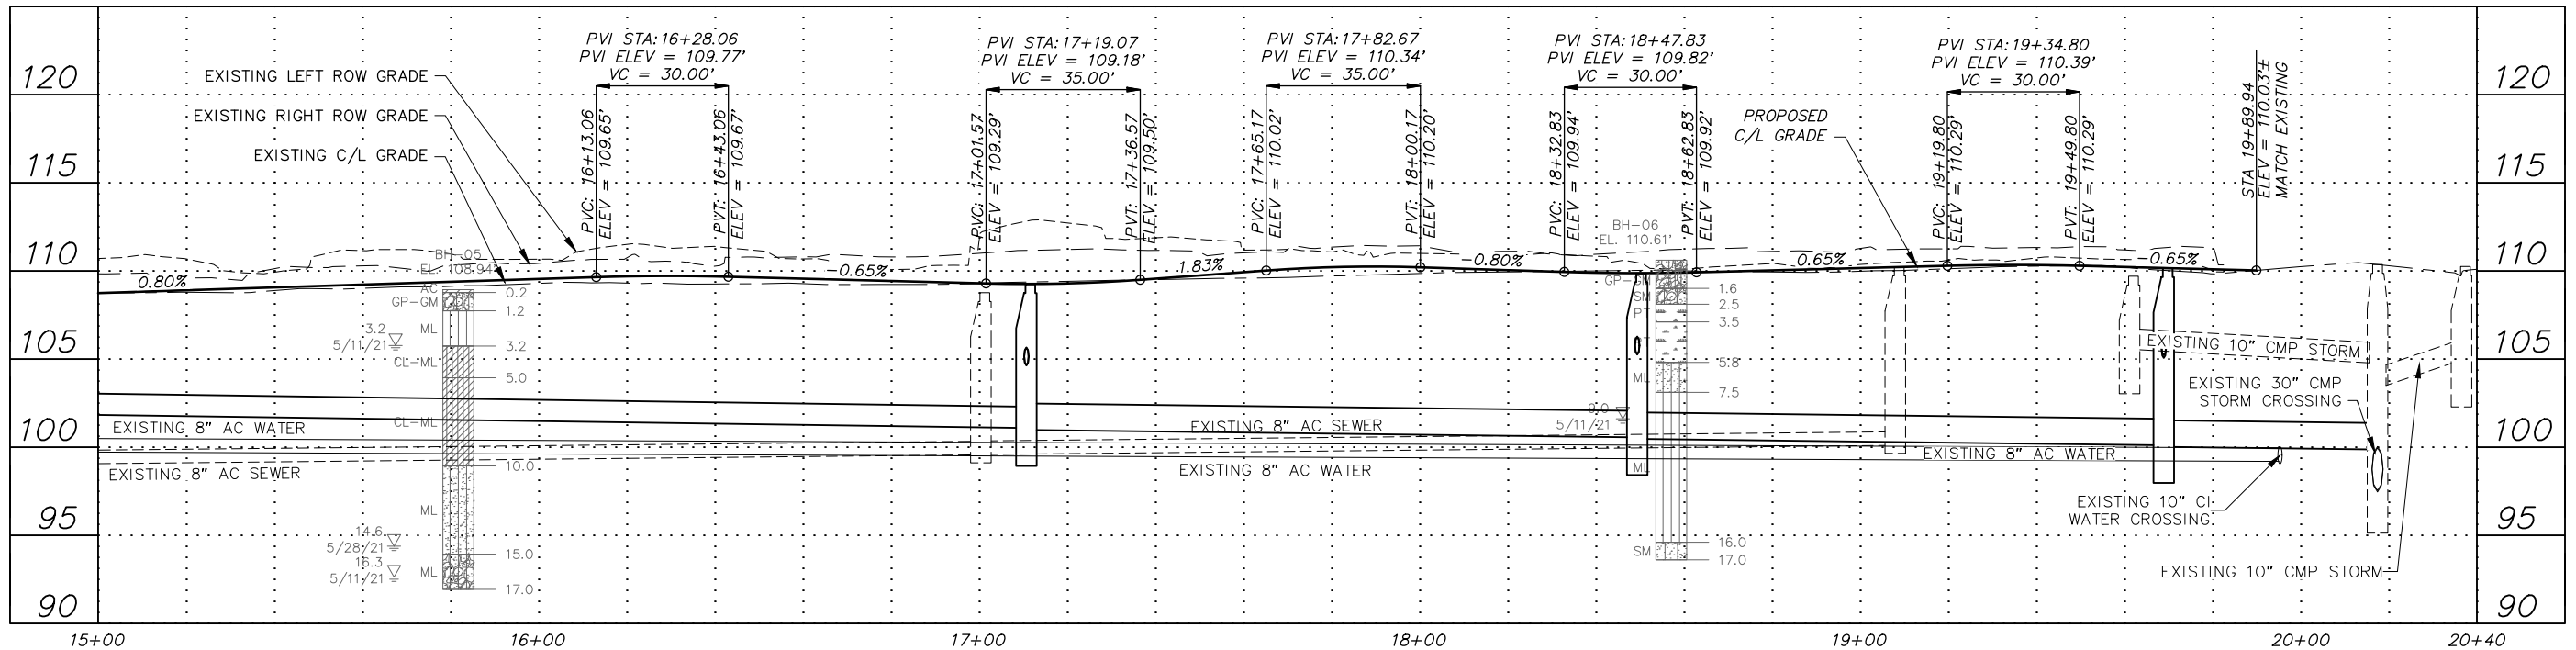 PVI STA:16+28.06
PVI ELEV = 109.77'
VC = 30.00'
PVI STA:17+19.07
PVI ELEV = 109.18'
VC = 35.00'
PVI STA:17+82.67
PVI ELEV = 110.34'
VC = 35.00'
PVI STA:18+47.83
PVI ELEV = 109.82'
VC = 30.00'
PVI STA:19+34.80
PVI ELEV = 110.39'
VC = 30.00'
EXISTING LEFT ROW GRADE
EXISTING RIGHT ROW GRADE
EXISTING C/L GRADE
PROPOSED
C/L GRADE
PVC: 16+13.06
ELEV = 109.65'
PVT: 16+43.06
ELEV = 109.67'
PVC: 17+01.57
ELEV = 109.29'
PVT: 17+36.57
ELEV = 109.50'
PVC: 17+65.17
ELEV = 110.02'
PVT: 18+00.17
ELEV = 110.20'
PVC: 18+32.83
ELEV = 109.94'
PVT: 18+62.83
ELEV = 109.92'
PVC: 19+19.80
ELEV = 110.29'
PVT: 19+49.80
ELEV = 110.29'
STA 19+89.94
ELEV = 110.03'±
MATCH EXISTING
120
115
110
105
100
95
90
120
115
110
105
100
95
90
0.80%
-0.65%
1.83%
-0.80%
0.65%
-0.65%
BH-05
EL. 108.94'
AC
0.2
GP-GM
1.2
ML
3.2
5/11/21
3.2
CL-ML
5.0
CL-ML
10.0
ML
14.6
5/28/21
15.0
16.3
5/11/21
ML
17.0
BH-06
EL. 110.61'
GP-GM
1.6
SM
2.5
PT
3.5
5.8
ML
7.5
9.0
5/11/21
ML
16.0
SM
17.0
EXISTING 8" AC WATER
EXISTING 8" AC SEWER
EXISTING 8" AC SEWER
EXISTING 8" AC WATER
EXISTING 8" AC WATER
EXISTING 10" CMP STORM
EXISTING 30" CMP
STORM CROSSING
EXISTING 10" CI
WATER CROSSING
EXISTING 10" CMP STORM
15+00
16+00
17+00
18+00
19+00
20+00
20+40